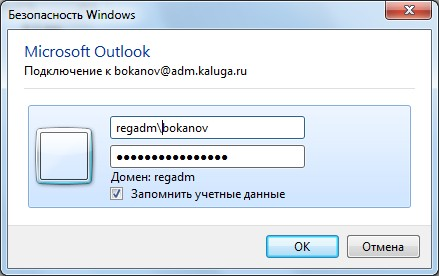 Безопасность Windows
Microsoft Outlook
Подключение к bokanov@adm.kaluga.ru
regadm\bokanov
●●●●●●●●●●●●●●●●
Домен: regadm
Запомнить учетные данные
OK
Отмена